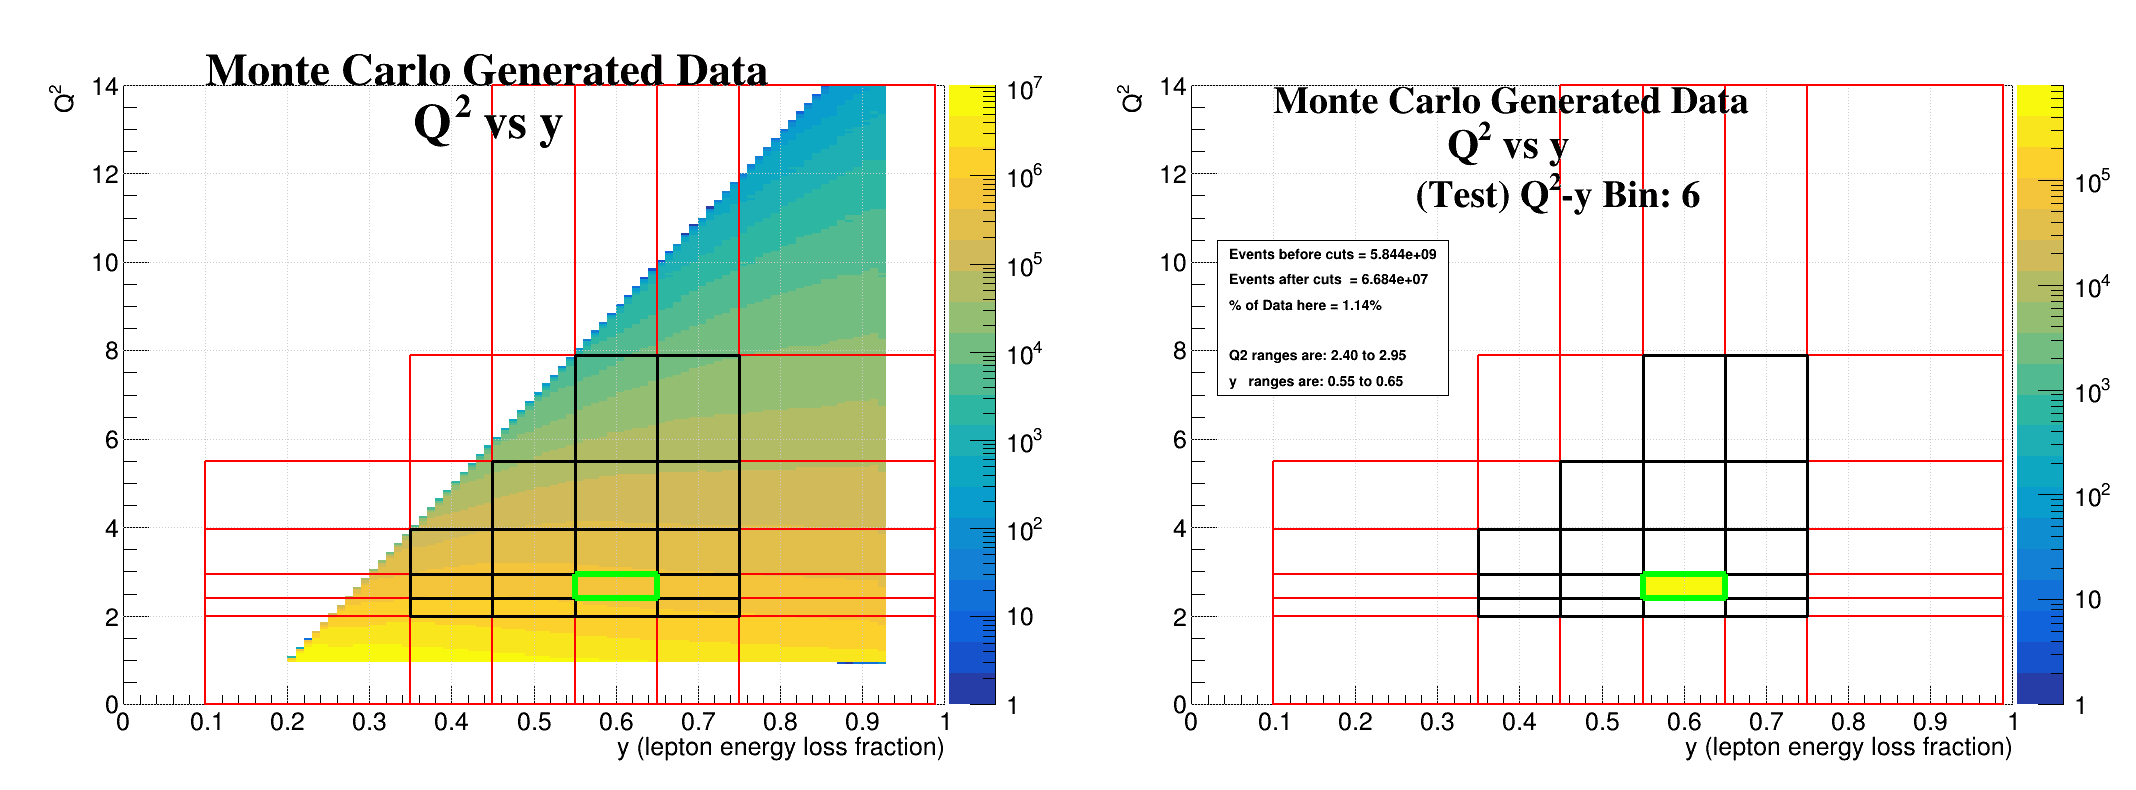 Monte Carlo Generated Data
Q² vs y
Q²
14
12
10
8
6
4
2
0
0 0.1 0.2 0.3 0.4 0.5 0.6 0.7 0.8 0.9 1
y (lepton energy loss fraction)
10⁷
10⁶
10⁵
10⁴
10³
10²
10
1
Monte Carlo Generated Data
Q² vs y
(Test) Q²-y Bin: 6
Q²
14
12
10
8
6
4
2
0
Events before cuts = 5.844e+09
Events after cuts = 6.684e+07
% of Data here = 1.14%
Q2 ranges are: 2.40 to 2.95
y ranges are: 0.55 to 0.65
0 0.1 0.2 0.3 0.4 0.5 0.6 0.7 0.8 0.9 1
y (lepton energy loss fraction)
10⁵
10⁴
10³
10²
10
1